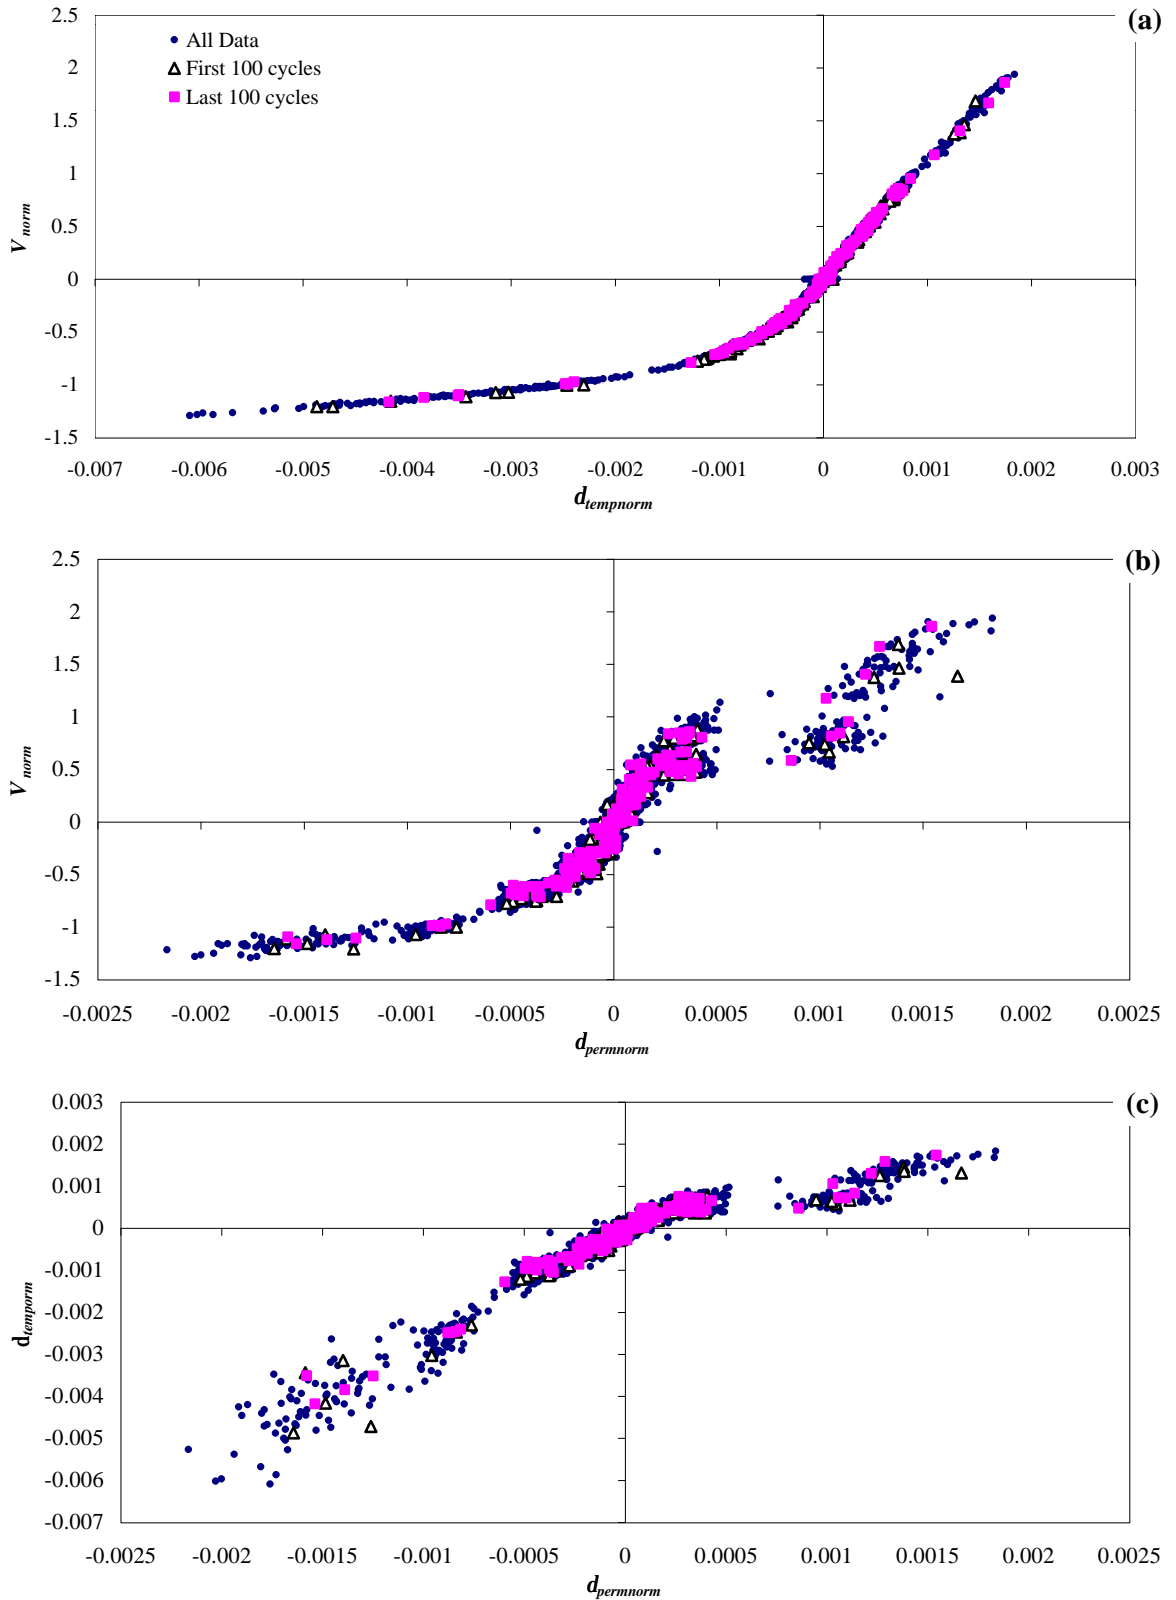 (a)
2.5
All Data
First 100 cycles
Last 100 cycles
2
1.5
1
0.5
0
-0.5
-1
-1.5
V norm
-0.007 -0.006 -0.005 -0.004 -0.003 -0.002 -0.001 0 0.001 0.002 0.003
d tempnorm
(b)
2.5
2
1.5
1
0.5
0
-0.5
-1
-1.5
V norm
-0.0025 -0.002 -0.0015 -0.001 -0.0005 0 0.0005 0.001 0.0015 0.002 0.0025
d permnorm
(c)
0.003
0.002
0.001
0
-0.001
-0.002
-0.003
-0.004
-0.005
-0.006
-0.007
d temporm
-0.0025 -0.002 -0.0015 -0.001 -0.0005 0 0.0005 0.001 0.0015 0.002 0.0025
d permnorm